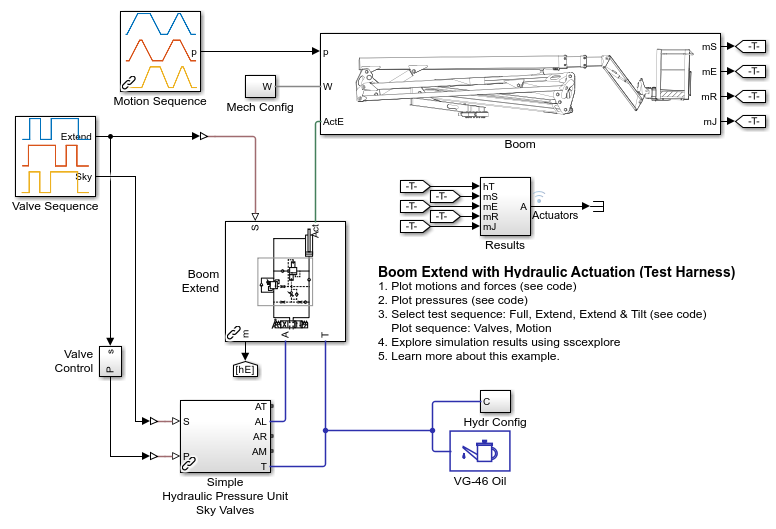 p
Motion Sequence
W
Mech Config
p
W
ActE
mS
mE
mR
mJ
-T-
-T-
-T-
-T-
Boom
Extend
Sky
Valve Sequence
-T-
-T-
-T-
-T-
-T-
hT
mS
mE
mR
mJ
A
Actuators
Results
S
Act
Boom
Extend
m
A
T
[hE]
Boom Extend with Hydraulic Actuation (Test Harness)
1. Plot motions and forces (see code)
2. Plot pressures (see code)
3. Select test sequence: Full, Extend, Extend & Tilt (see code)
Plot sequence: Valves, Motion
4. Explore simulation results using sscexplore
5. Learn more about this example.
Valve
Control
s
P
S
P
AT
AL
AR
AM
T
Simple
Hydraulic Pressure Unit
Sky Valves
C
Hydr Config
VG-46 Oil